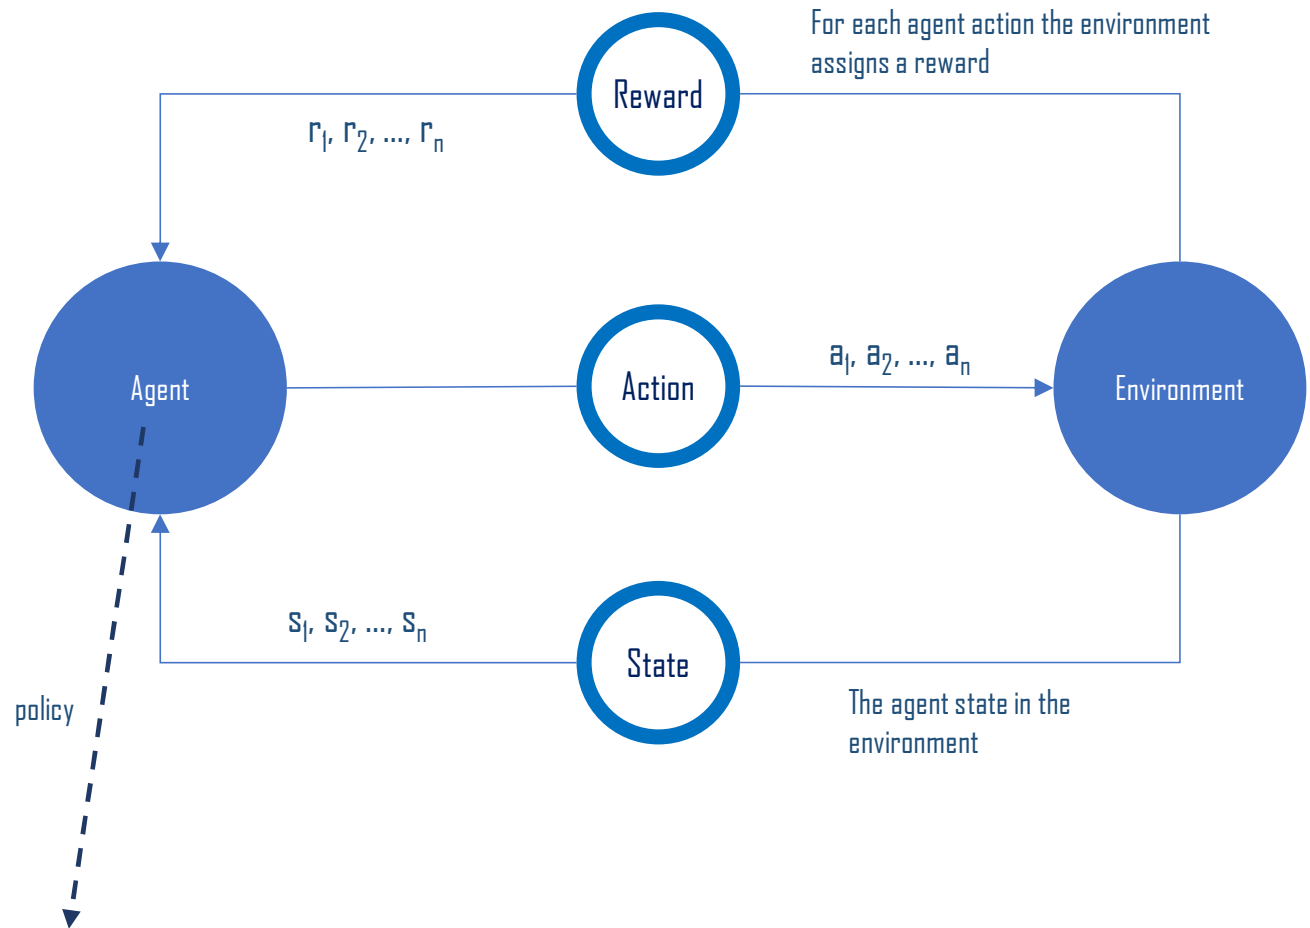 For each agent action the environment
assigns a reward
Reward
r₁, r₂, ..., rₙ
Agent
Action
a₁, a₂, ..., aₙ
Environment
s₁, s₂, ..., sₙ
State
policy
The agent state in the
environment